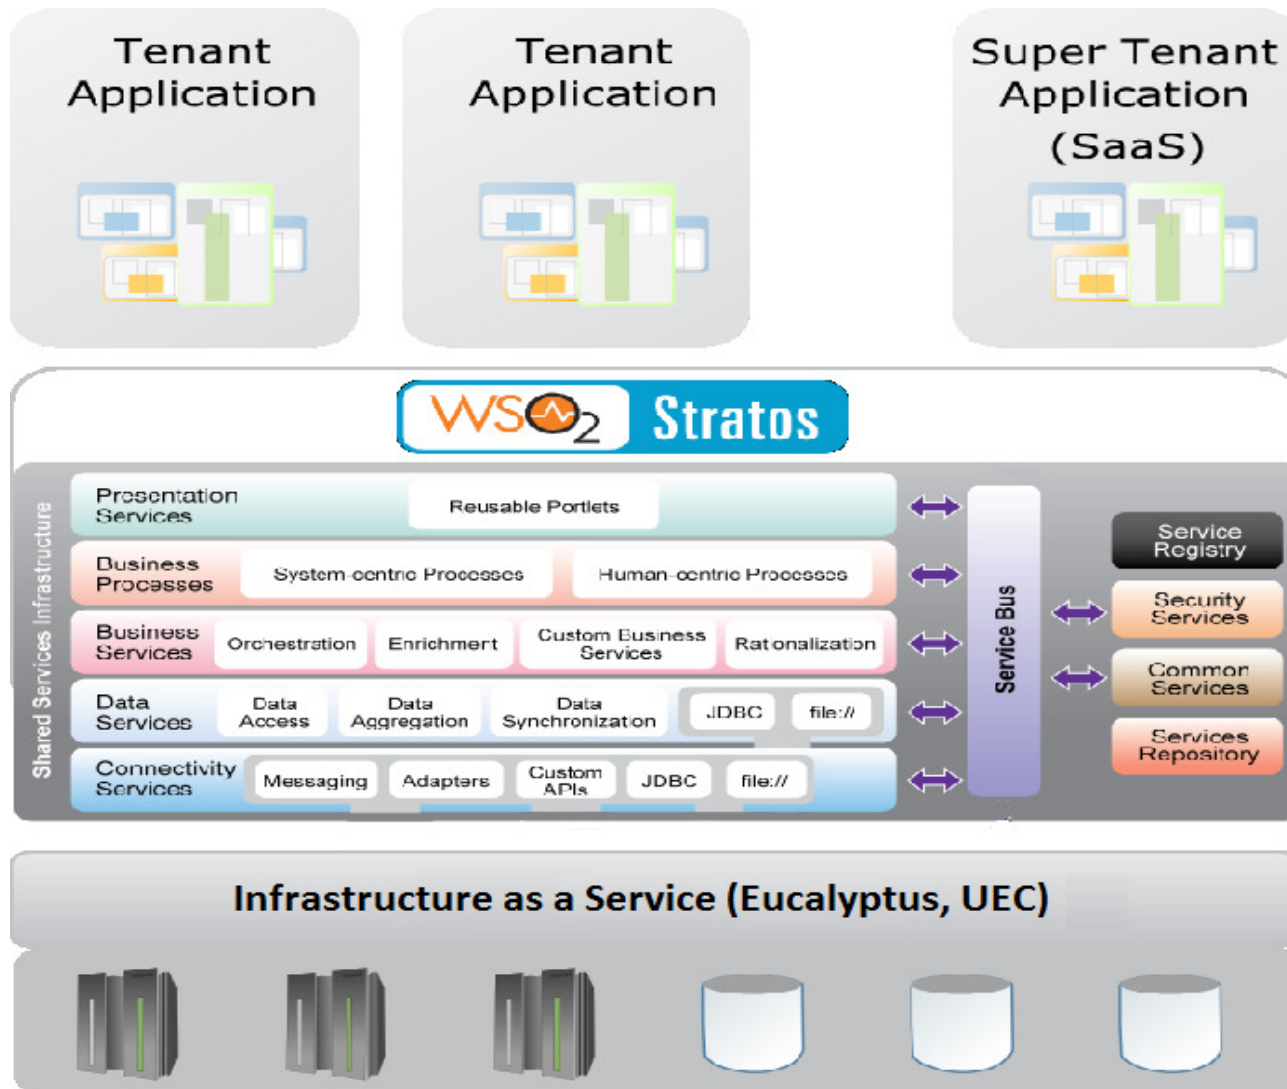 Tenant
Application
Tenant
Application
Super Tenant
Application
(SaaS)
WSO2 Stratos
Shared Services Infrastructure
Presentation
Services
Reusable Portlets
Business
Processes
System-centric Processes
Human-centric Processes
Business
Services
Orchestration
Enrichment
Custom Business
Services
Rationalization
Data
Services
Data
Access
Data
Aggregation
Data
Synchronization
JDBC
file://
Connectivity
Services
Messaging
Adapters
Custom
APIs
JDBC
file://
Service Bus
Service
Registry
Security
Services
Common
Services
Services
Repository
Infrastructure as a Service (Eucalyptus, UEC)